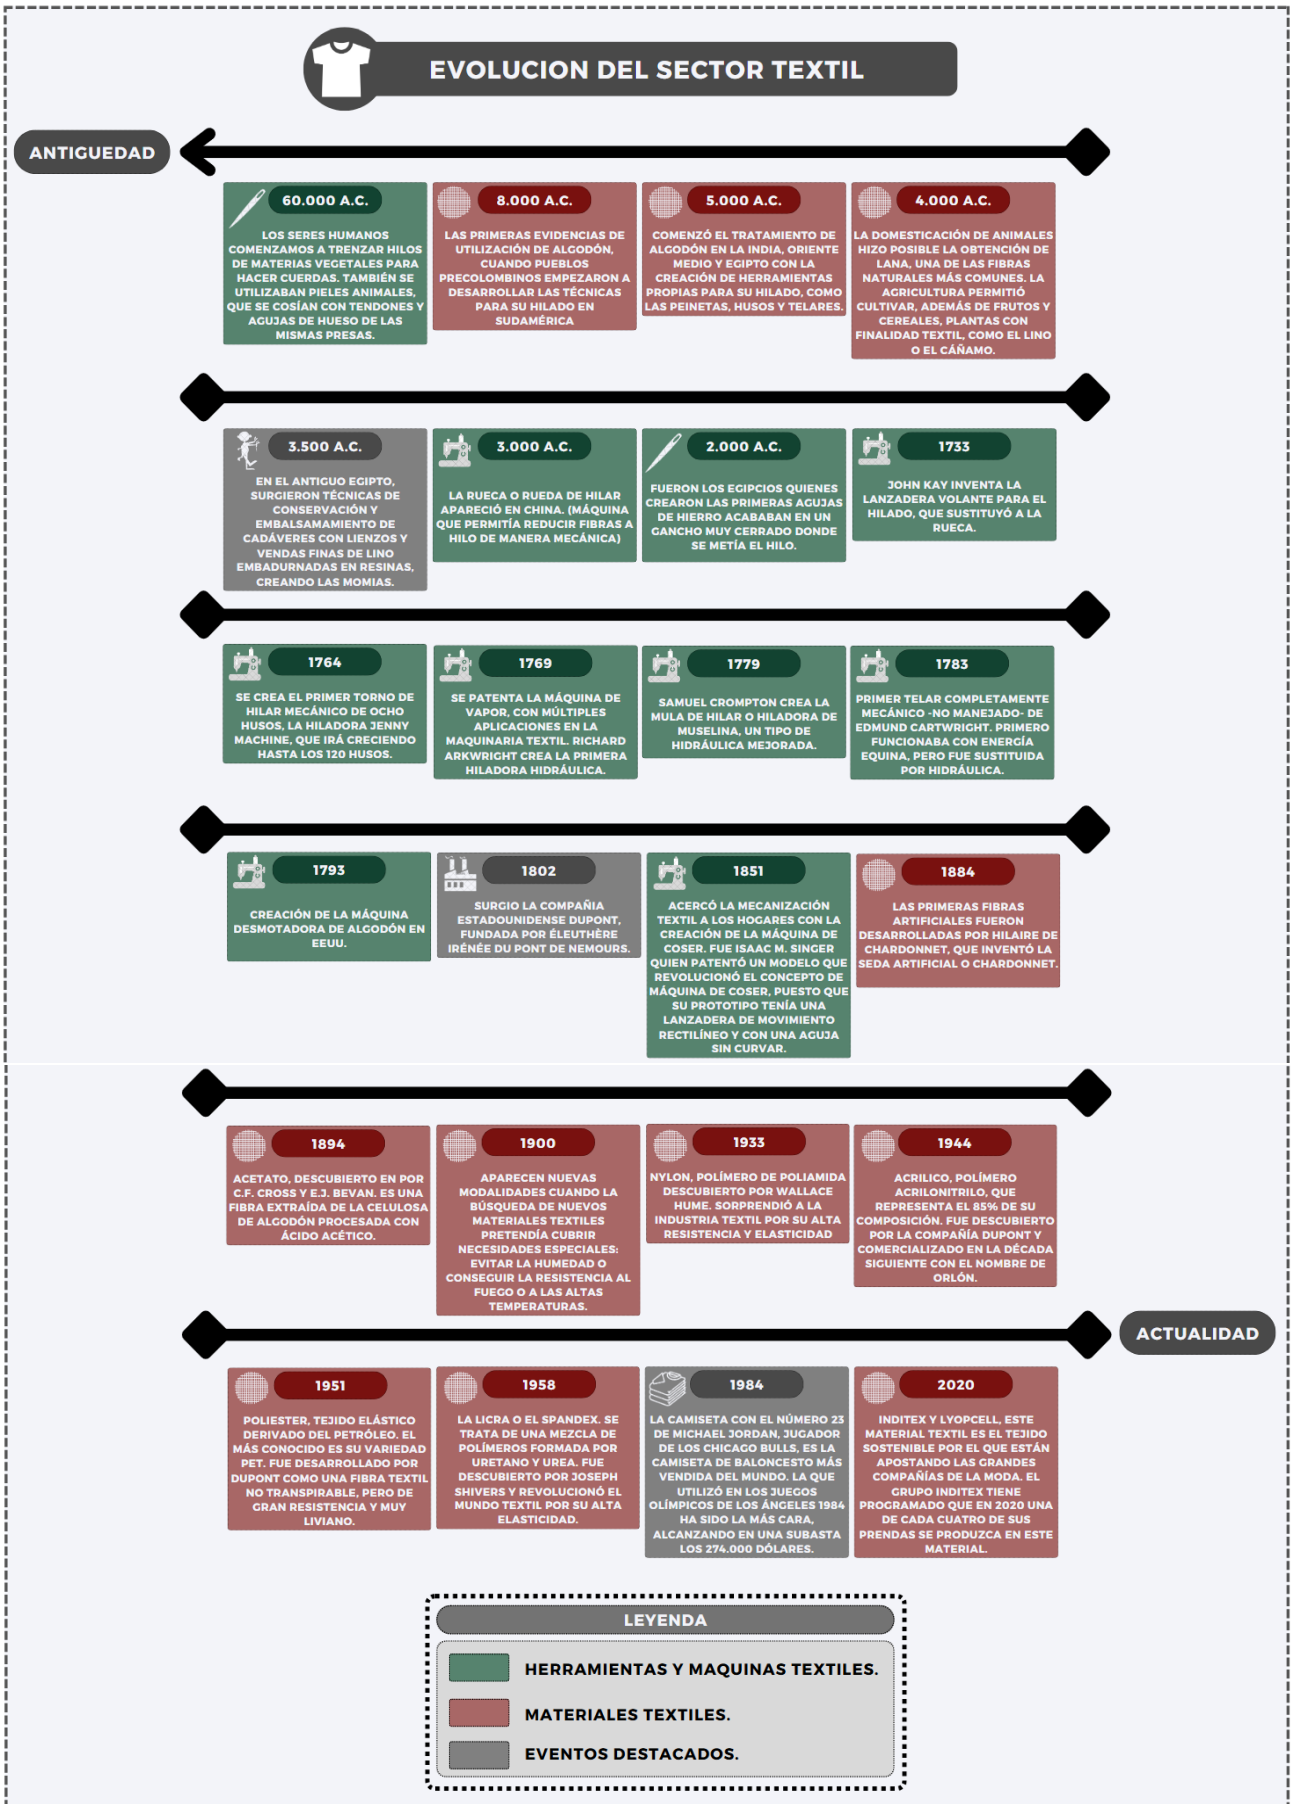 EVOLUCION DEL SECTOR TEXTIL
ANTIGUEDAD
60.000 A.C.
LOS SERES HUMANOS
COMENZAMOS A TRENZAR HILOS
DE MATERIAS VEGETALES PARA
HACER CUERDAS. TAMBIÉN SE
UTILIZABAN PIELES ANIMALES,
QUE SE COSÍAN CON TENDONES Y
AGUJAS DE HUESO DE LAS
MISMAS PRESAS.
8.000 A.C.
LAS PRIMERAS EVIDENCIAS DE
UTILIZACIÓN DE ALGODÓN,
CUANDO PUEBLOS
PRECOLOMBINOS EMPEZARON A
DESARROLLAR LAS TÉCNICAS
PARA SU HILADO EN
SUDAMÉRICA
5.000 A.C.
COMENZÓ EL TRATAMIENTO DE
ALGODÓN EN LA INDIA, ORIENTE
MEDIO Y EGIPTO CON LA
CREACIÓN DE HERRAMIENTAS
PROPIAS PARA SU HILADO, COMO
LAS PEINETAS, HUSOS Y TELARES.
4.000 A.C.
LA DOMESTICACIÓN DE ANIMALES
HIZO POSIBLE LA OBTENCIÓN DE
LANA, UNA DE LAS FIBRAS
NATURALES MÁS COMUNES. LA
AGRICULTURA PERMITIÓ
CULTIVAR, ADEMÁS DE FRUTOS Y
CEREALES, PLANTAS CON
FINALIDAD TEXTIL, COMO EL LINO
O EL CÁÑAMO.
3.500 A.C.
EN EL ANTIGUO EGIPTO,
SURGIERON TÉCNICAS DE
CONSERVACIÓN Y
EMBALSAMAMIENTO DE
CADÁVERES CON LIENZOS Y
VENDAS FINAS DE LINO
EMBADURNADAS EN RESINAS,
CREANDO LAS MOMIAS.
3.000 A.C.
LA RUECA O RUEDA DE HILAR
APARECIÓ EN CHINA. (MÁQUINA
QUE PERMITÍA REDUCIR FIBRAS A
HILO DE MANERA MECÁNICA)
2.000 A.C.
FUERON LOS EGIPCIOS QUIENES
CREARON LAS PRIMERAS AGUJAS
DE HIERRO ACABABAN EN UN
GANCHO MUY CERRADO DONDE
SE METÍA EL HILO.
1733
JOHN KAY INVENTA LA
LANZADERA VOLANTE PARA EL
HILADO, QUE SUSTITUYÓ A LA
RUECA.
1764
SE CREA EL PRIMER TORNO DE
HILAR MECÁNICO DE OCHO
HUSOS, LA HILADORA JENNY
MACHINE, QUE IRÁ CRECIENDO
HASTA LOS 120 HUSOS.
1769
SE PATENTA LA MÁQUINA DE
VAPOR, CON MÚLTIPLES
APLICACIONES EN LA
MAQUINARIA TEXTIL. RICHARD
ARKWRIGHT CREA LA PRIMERA
HILADORA HIDRÁULICA.
1779
SAMUEL CROMPTON CREA LA
MULA DE HILAR O HILADORA DE
MUSELINA, UN TIPO DE
HIDRÁULICA MEJORADA.
1783
PRIMER TELAR COMPLETAMENTE
MECÁNICO -NO MANEJADO- DE
EDMUND CARTWRIGHT. PRIMERO
FUNCIONABA CON ENERGÍA
EQUINA, PERO FUE SUSTITUIDA
POR HIDRÁULICA.
1793
CREACIÓN DE LA MÁQUINA
DESMOTADORA DE ALGODÓN EN
EEUU.
1802
SURGIO LA COMPAÑIA
ESTADOUNIDENSE DUPONT,
FUNDADA POR ÉLEUTHÈRE
IRÉNÉE DU PONT DE NEMOURS.
1851
ACERCÓ LA MECANIZACIÓN
TEXTIL A LOS HOGARES CON LA
CREACIÓN DE LA MÁQUINA DE
COSER. FUE ISAAC M. SINGER
QUIEN PATENTÓ UN MODELO QUE
REVOLUCIONÓ EL CONCEPTO DE
MÁQUINA DE COSER, PUESTO QUE
SU PROTOTIPO TENÍA UNA
LANZADERA DE MOVIMIENTO
RECTILÍNEO Y CON UNA AGUJA
SIN CURVAR.
1884
LAS PRIMERAS FIBRAS
ARTIFICIALES FUERON
DESARROLLADAS POR HILAIRE DE
CHARDONNET, QUE INVENTÓ LA
SEDA ARTIFICIAL O CHARDONNET.
1894
ACETATO, DESCUBIERTO EN POR
C.F. CROSS Y E.J. BEVAN. ES UNA
FIBRA EXTRAÍDA DE LA CELULOSA
DE ALGODÓN PROCESADA CON
ÁCIDO ACÉTICO.
1900
APARECEN NUEVAS
MODALIDADES CUANDO LA
BÚSQUEDA DE NUEVOS
MATERIALES TEXTILES
PRETENDÍA CUBRIR
NECESIDADES ESPECIALES:
EVITAR LA HUMEDAD O
CONSEGUIR LA RESISTENCIA AL
FUEGO O A LAS ALTAS
TEMPERATURAS.
1933
NYLON, POLÍMERO DE POLIAMIDA
DESCUBIERTO POR WALLACE
HUME. SORPRENDIÓ A LA
INDUSTRIA TEXTIL POR SU ALTA
RESISTENCIA Y ELASTICIDAD
1944
ACRILICO, POLÍMERO
ACRILONITRILO, QUE
REPRESENTA EL 85% DE SU
COMPOSICIÓN. FUE DESCUBIERTO
POR LA COMPAÑÍA DUPONT Y
COMERCIALIZADO EN LA DÉCADA
SIGUIENTE CON EL NOMBRE DE
ORLÓN.
ACTUALIDAD
1951
POLIESTER, TEJIDO ELÁSTICO
DERIVADO DEL PETRÓLEO. EL
MÁS CONOCIDO ES SU VARIEDAD
PET. FUE DESARROLLADO POR
DUPONT COMO UNA FIBRA TEXTIL
NO TRANSPIRABLE, PERO DE
GRAN RESISTENCIA Y MUY
LIVIANO.
1958
LA LICRA O EL SPANDEX. SE
TRATA DE UNA MEZCLA DE
POLÍMEROS FORMADA POR
URETANO Y UREA. FUE
DESCUBIERTO POR JOSEPH
SHIVERS Y REVOLUCIONÓ EL
MUNDO TEXTIL POR SU ALTA
ELASTICIDAD.
1984
LA CAMISETA CON EL NÚMERO 23
DE MICHAEL JORDAN, JUGADOR
DE LOS CHICAGO BULLS, ES LA
CAMISETA DE BALONCESTO MÁS
VENDIDA DEL MUNDO. LA QUE
UTILIZÓ EN LOS JUEGOS
OLÍMPICOS DE LOS ÁNGELES 1984
HA SIDO LA MÁS CARA,
ALCANZANDO EN UNA SUBASTA
LOS 274.000 DÓLARES.
2020
INDITEX Y LYOPCELL, ESTE
MATERIAL TEXTIL ES EL TEJIDO
SOSTENIBLE POR EL QUE ESTÁN
APOSTANDO LAS GRANDES
COMPAÑÍAS DE LA MODA. EL
GRUPO INDITEX TIENE
PROGRAMADO QUE EN 2020 UNA
DE CADA CUATRO DE SUS
PRENDAS SE PRODUZCA EN ESTE
MATERIAL.
LEYENDA
HERRAMIENTAS Y MAQUINAS TEXTILES.
MATERIALES TEXTILES.
EVENTOS DESTACADOS.